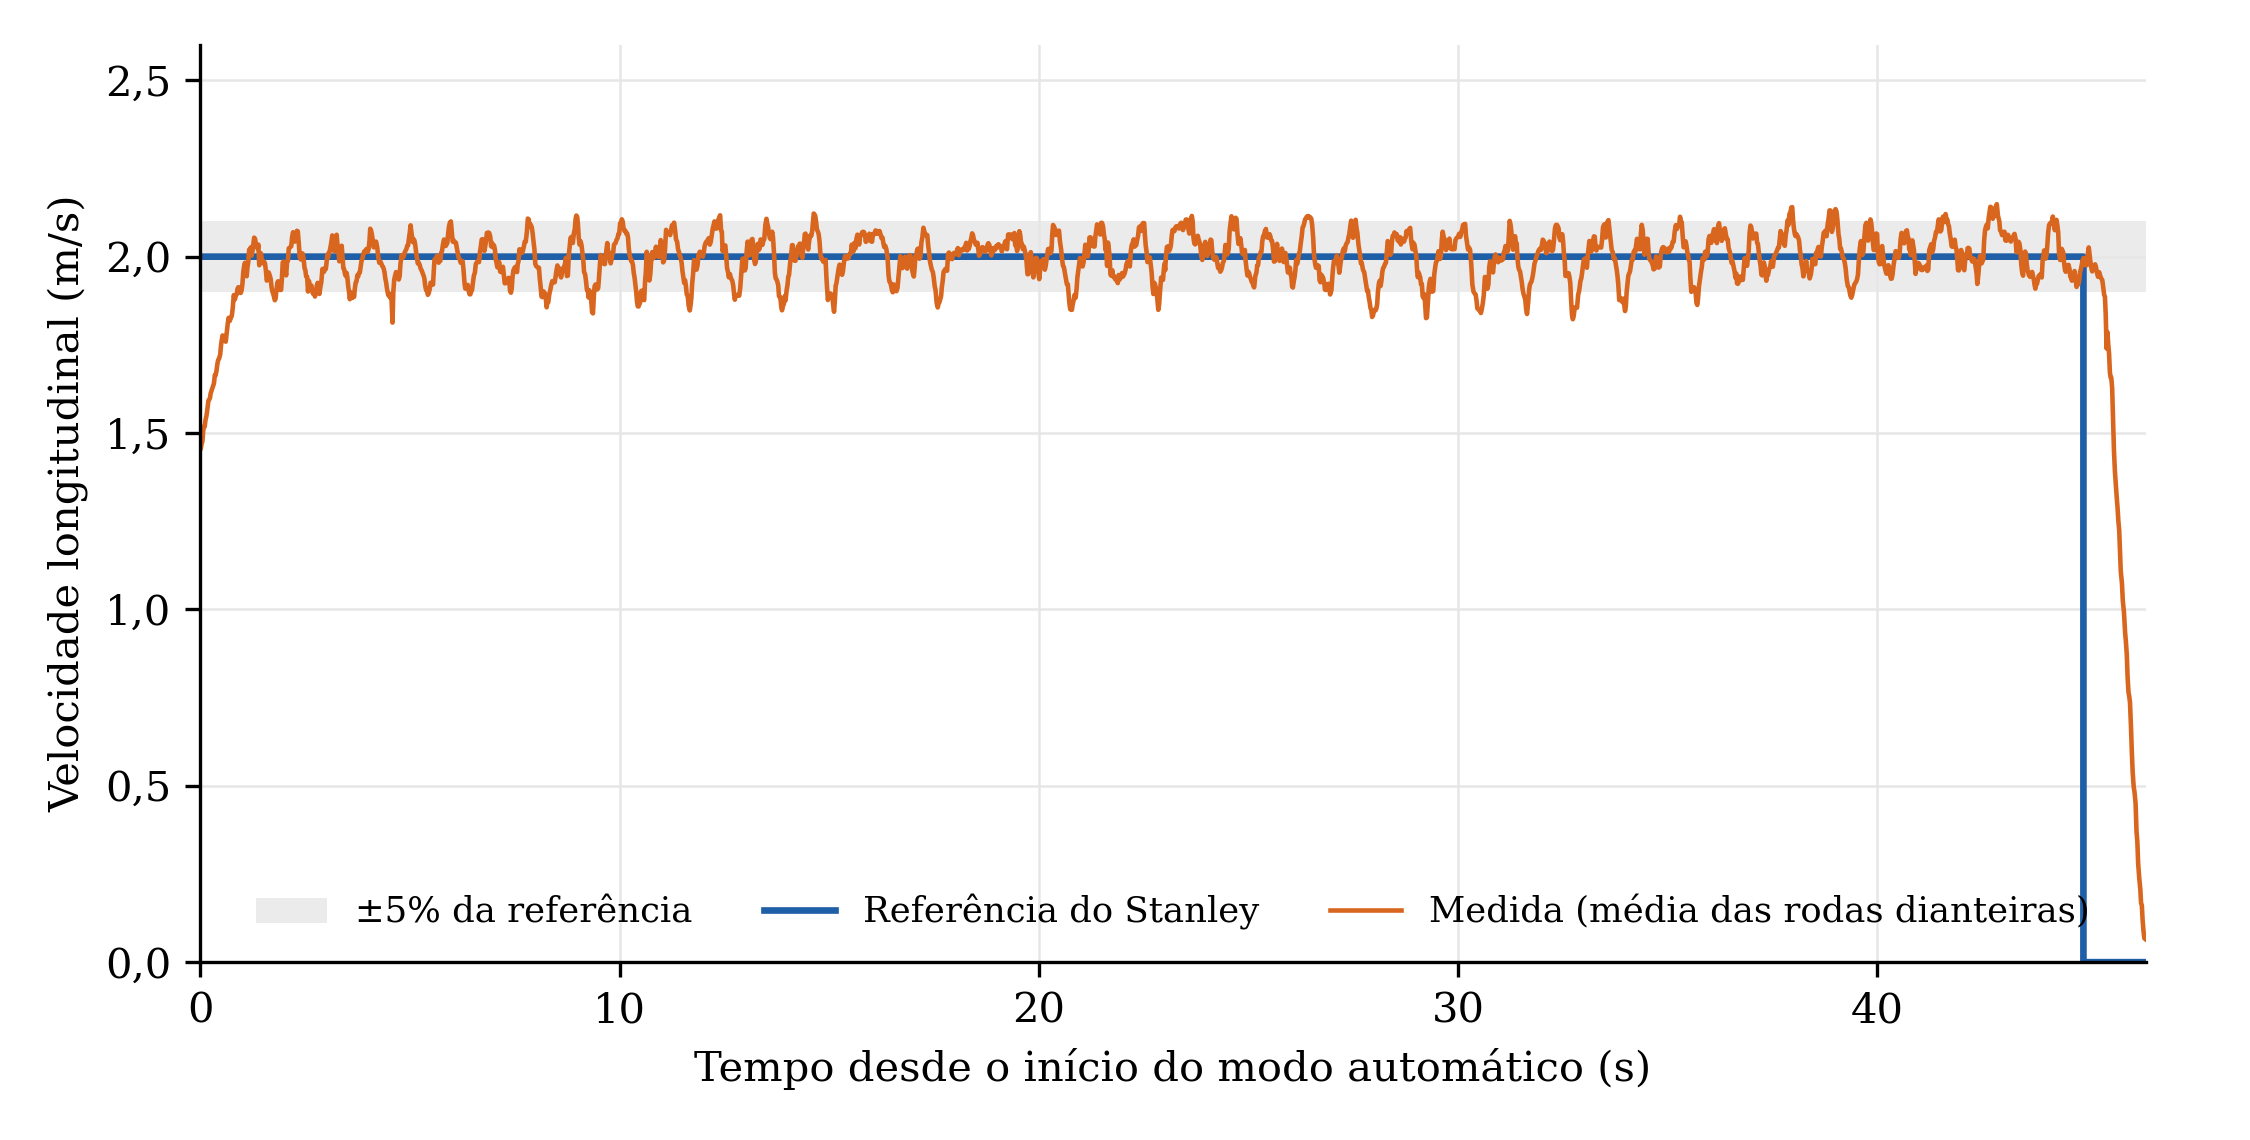 Velocidade longitudinal (m/s)
2,5
2,0
1,5
1,0
0,5
0,0
±5% da referência
Referência do Stanley
Medida (média das rodas dianteiras)
0
10
20
30
40
Tempo desde o início do modo automático (s)